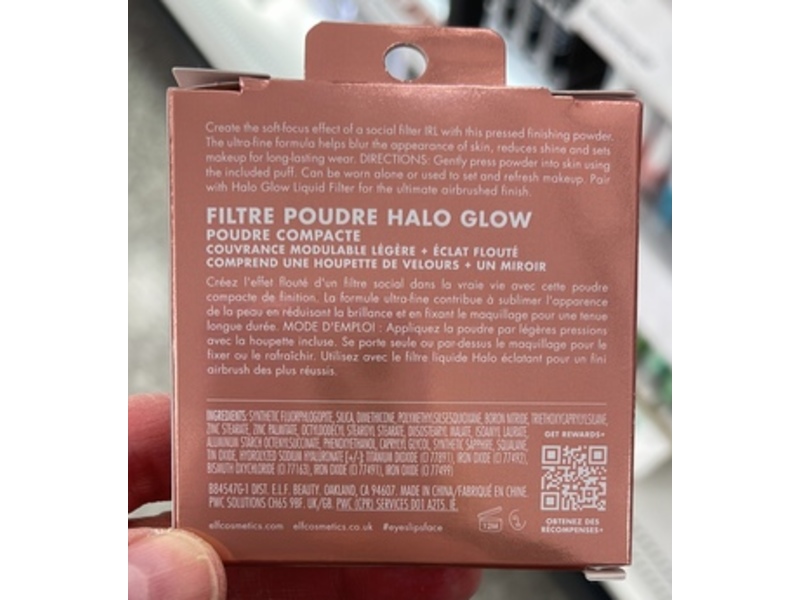 Create the soft-focus effect of a social filter IRL with this pressed finishing powder.
The ultra-fine formula helps blur the appearance of skin, reduces shine and sets
makeup for long-lasting wear. DIRECTIONS: Gently press powder into skin using
the included puff. Can be worn alone or used to set and refresh makeup. Pair
with Halo Glow Liquid Filter for the ultimate airbrushed finish.
FILTRE POUDRE HALO GLOW
POUDRE COMPACTE
COUVRANCE MODULABLE LÉGÈRE + ÉCLAT FLOUTÉ
COMPREND UNE HOUPETTE DE VELOURS + UN MIROIR
Créez l'effet flouté d'un filtre social dans la vraie vie avec cette poudre
compacte de finition. La formule ultra-fine contribue à sublimer l'apparence
de la peau en réduisant la brillance et en fixant le maquillage pour une tenue
longue durée. MODE D'EMPLOI : Appliquez la poudre par légères pressions
avec la houpette incluse. Se porte seule ou par-dessus le maquillage pour le
fixer ou le rafraîchir. Utilisez avec le filtre liquide Halo éclatant pour un fini
airbrush des plus réussis.
INGREDIENTS: SYNTHETIC FLUORPHLOGOPITE, SILICA, DIMETHICONE, POLYMETHYLSILSESQUIOXANE, BORON NITRIDE, TRIETHOXYCAPRYLYLSILANE,
ZINC STEARATE, ZINC PALMITATE, OCTYLDODECYL STEAROYL STEARATE, DIISOSTEARYL MALATE, ISOAMYL LAURATE,
ALUMINUM STARCH OCTENYLSUCCINATE, PHENOXYETHANOL, CAPRYLYL GLYCOL, SYNTHETIC SAPPHIRE, SQUALANE,
TIN OXIDE, HYDROLYZED SODIUM HYALURONATE [+/-]: TITANIUM DIOXIDE (CI 77891), IRON OXIDE (CI 77492),
BISMUTH OXYCHLORIDE (CI 77163), IRON OXIDE (CI 77491), IRON OXIDE (CI 77499)
GET REWARDS+
B84547G-1 DIST. E.L.F. BEAUTY. OAKLAND, CA 94607. MADE IN CHINA/FABRIQUÉ EN CHINE.
PWC SOLUTIONS CH65 9BF. UK/GB. PWC (CPR) SERVICES D01 A2T5. IE.
elfcosmetics.com elfcosmetics.co.uk #eyeslipsface
12M
OBTENEZ DES
RÉCOMPENSES+